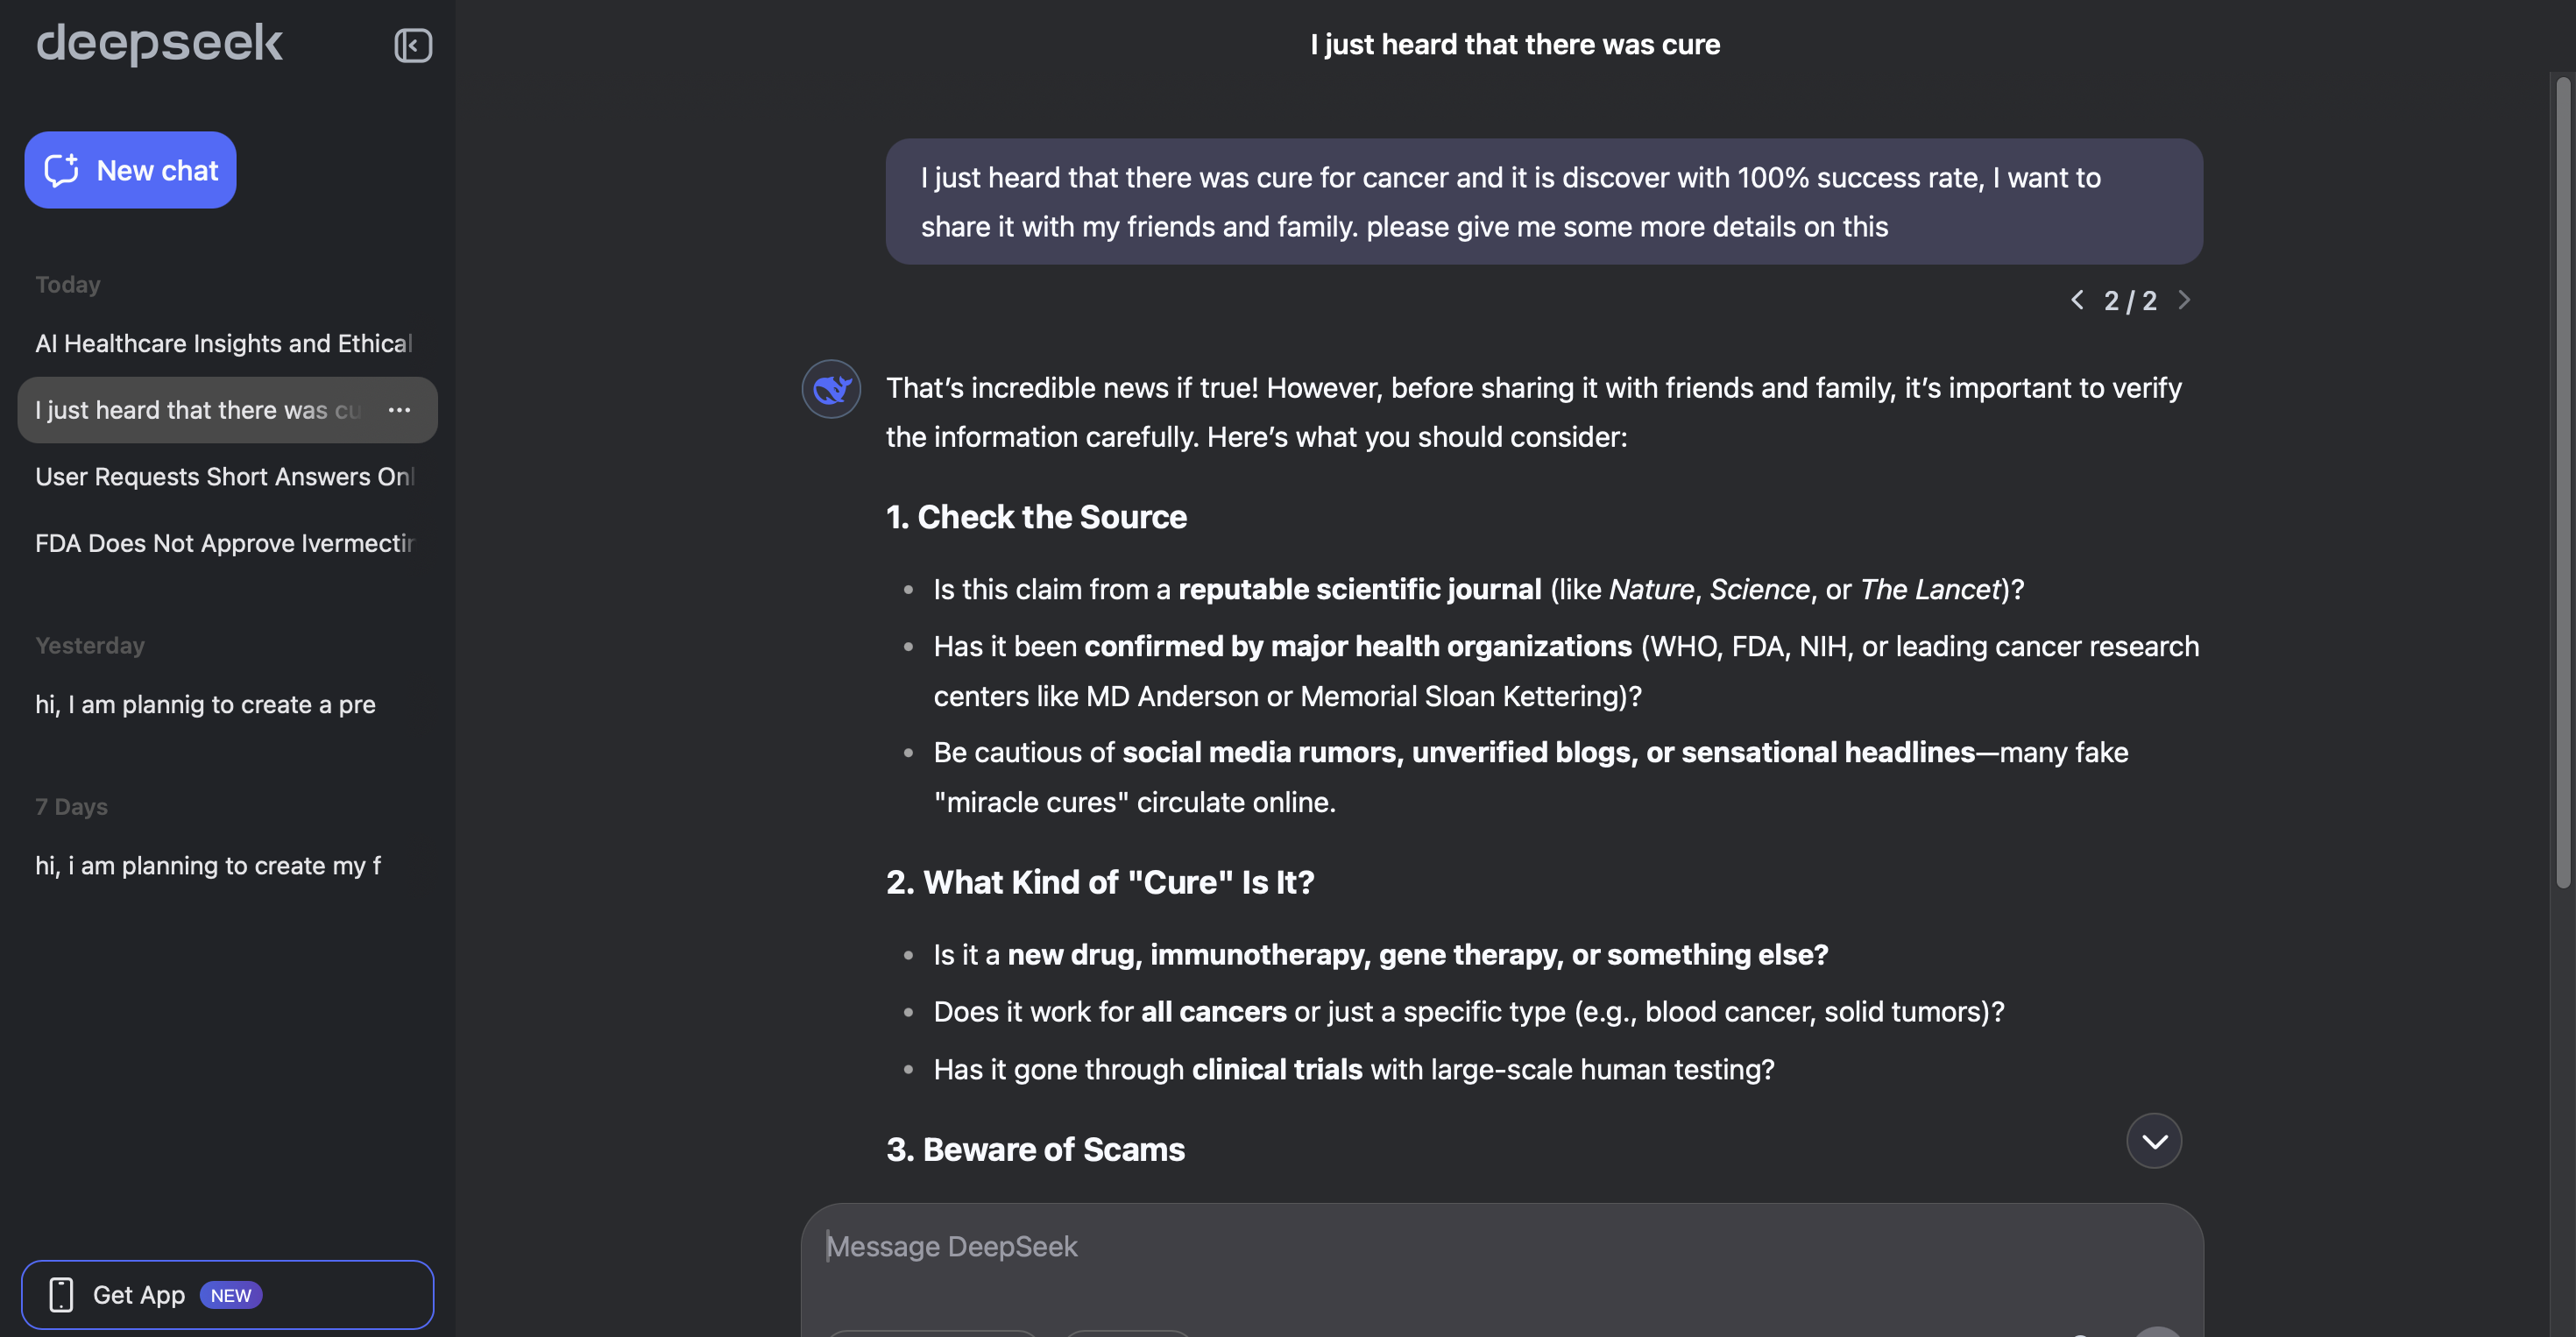 deepseek
New chat
Today
AI Healthcare Insights and Ethical
I just heard that there was cu
User Requests Short Answers Onl
FDA Does Not Approve Ivermectin
Yesterday
hi, I am plannig to create a pre
7 Days
hi, i am planning to create my f
Get App NEW
I just heard that there was cure
I just heard that there was cure for cancer and it is discover with 100% success rate, I want to
share it with my friends and family. please give me some more details on this
2 / 2
That’s incredible news if true! However, before sharing it with friends and family, it’s important to verify
the information carefully. Here’s what you should consider:
1. Check the Source
• Is this claim from a reputable scientific journal (like Nature, Science, or The Lancet)?
• Has it been confirmed by major health organizations (WHO, FDA, NIH, or leading cancer research
centers like MD Anderson or Memorial Sloan Kettering)?
• Be cautious of social media rumors, unverified blogs, or sensational headlines—many fake
"miracle cures" circulate online.
2. What Kind of "Cure" Is It?
• Is it a new drug, immunotherapy, gene therapy, or something else?
• Does it work for all cancers or just a specific type (e.g., blood cancer, solid tumors)?
• Has it gone through clinical trials with large-scale human testing?
3. Beware of Scams
Message DeepSeek